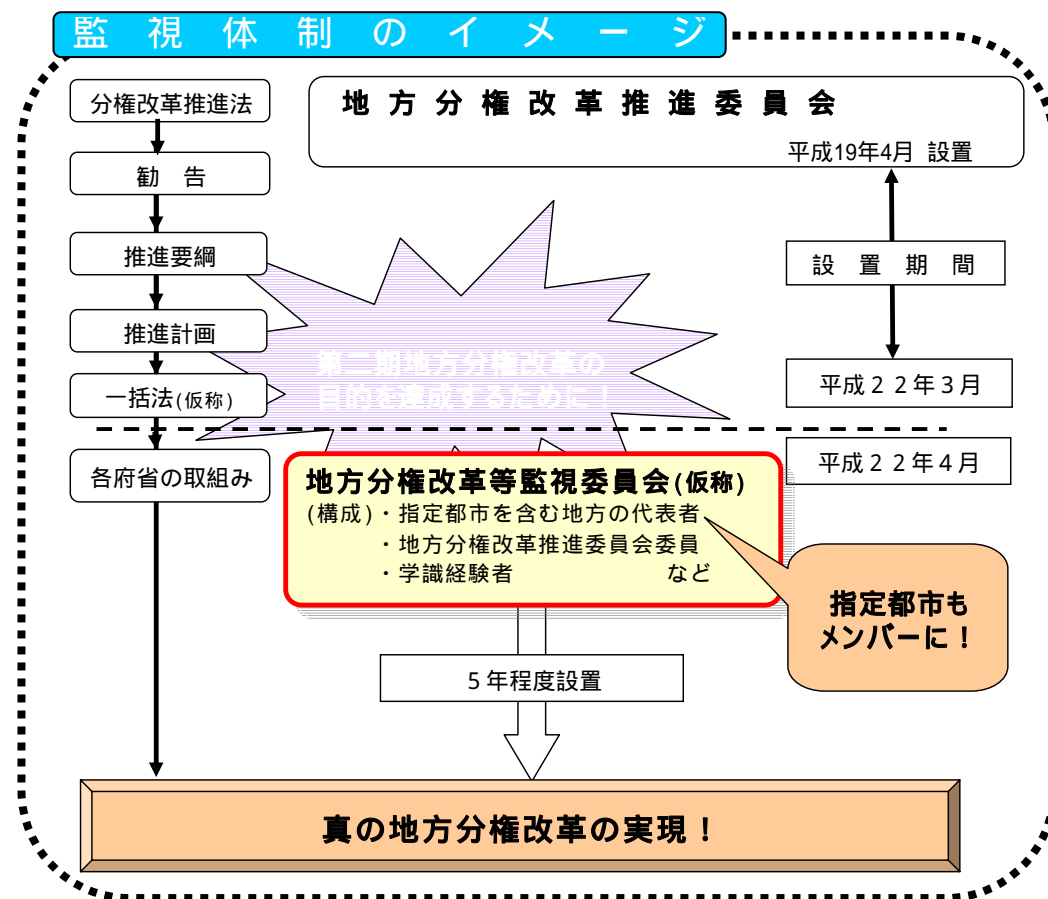 監視体制のイメージ
分権改革推進法
勧 告
推進要綱
推進計画
一括法(仮称)
各府省の取組み
地方分権改革推進委員会
平成19年4月 設置
設 置 期 間
平成２２年３月
平成２２年４月
第二期地方分権改革の
目的を達成するために！
地方分権改革等監視委員会(仮称)
(構成)・指定都市を含む地方の代表者
・地方分権改革推進委員会委員
・学識経験者 など
指定都市も
メンバーに！
５年程度設置
真の地方分権改革の実現！